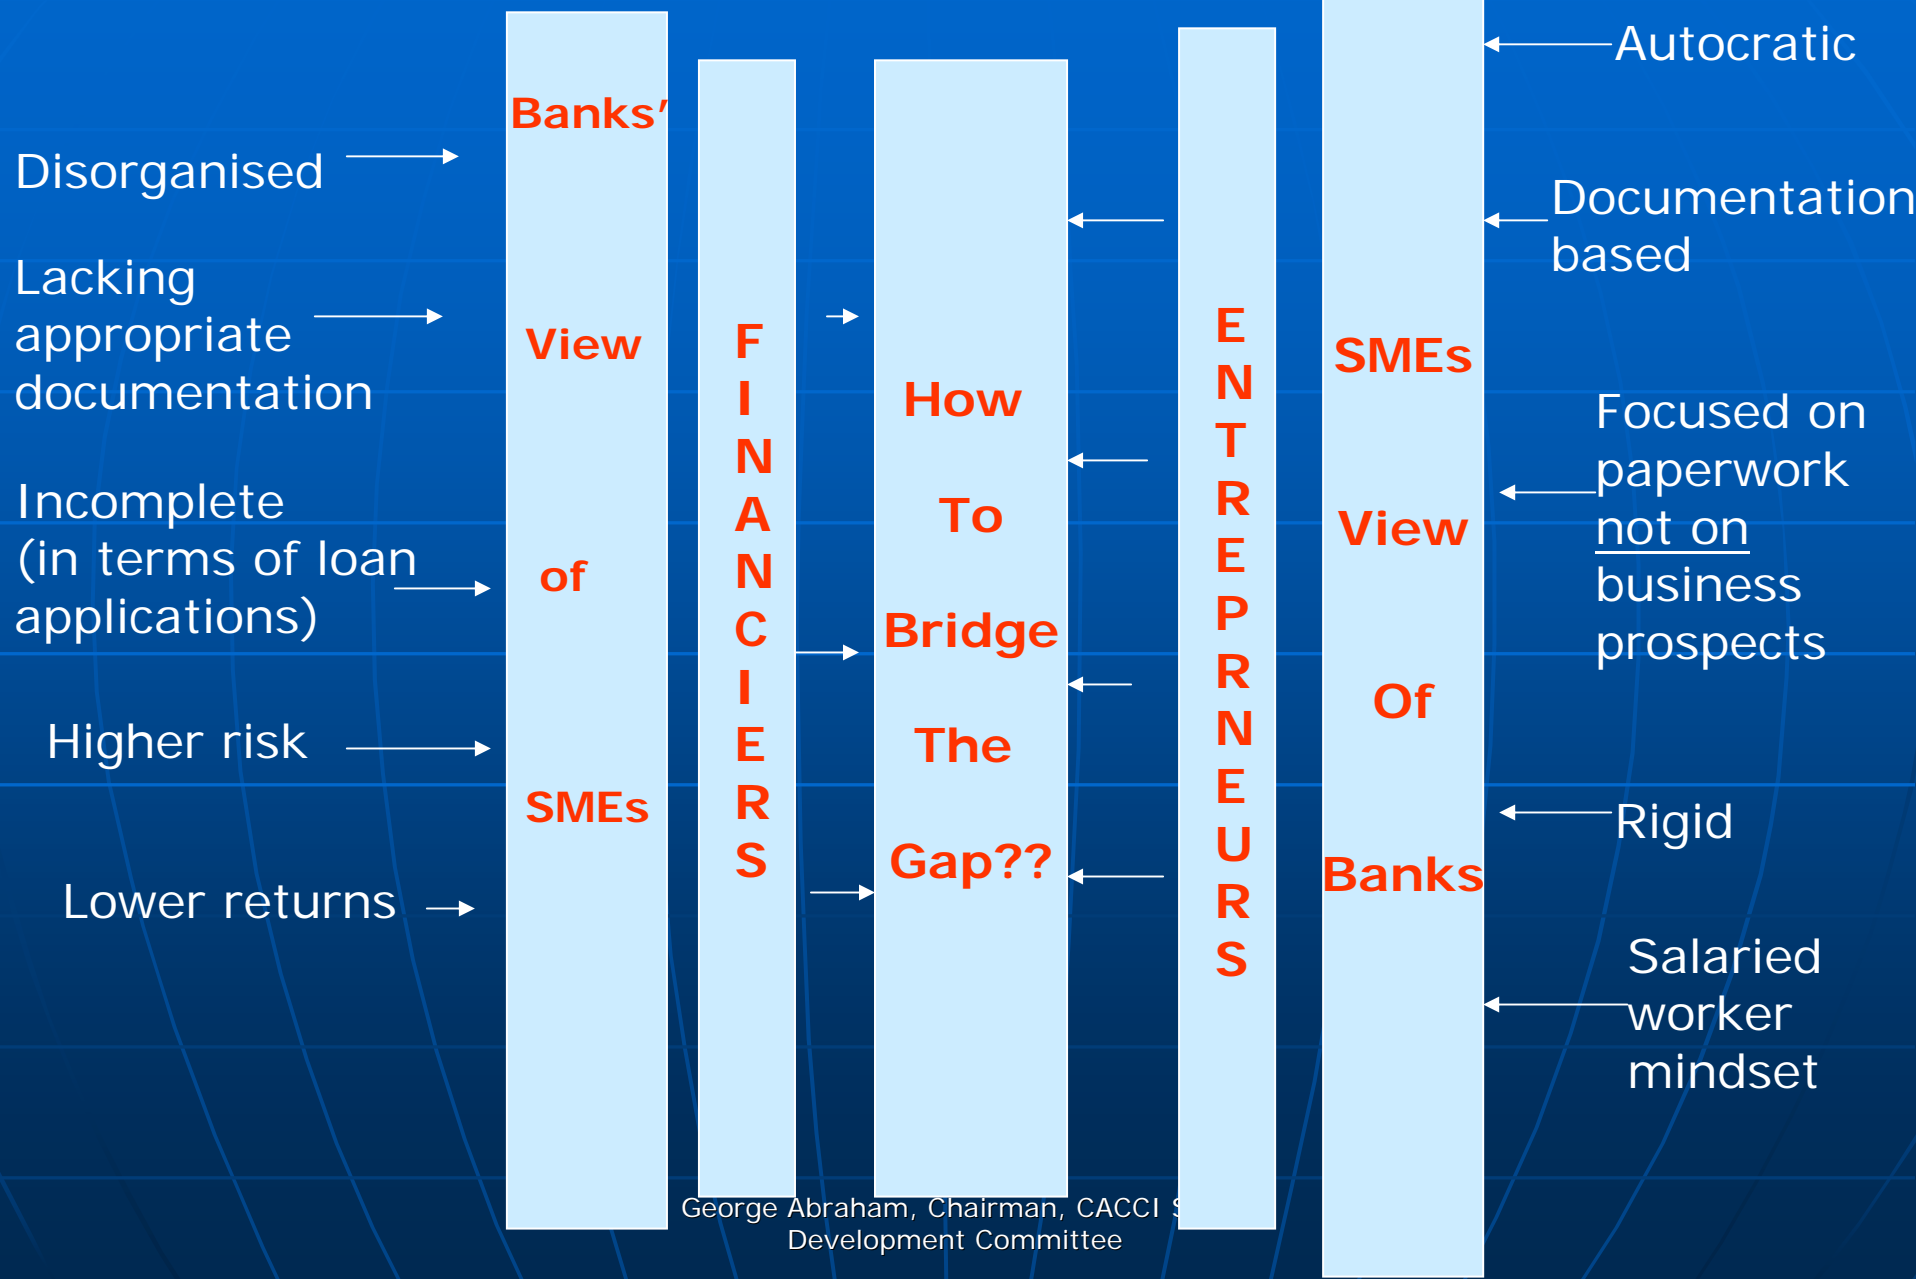 Disorganised
Lacking
appropriate
documentation
Incomplete
(in terms of loan
applications)
Higher risk
Lower returns
Banks’
View
of
SMEs
F
I
N
A
N
C
I
E
R
S
How
To
Bridge
The
Gap??
E
N
T
R
E
P
R
N
E
U
R
S
SMEs
View
Of
Banks
Autocratic
Documentation
based
Focused on
paperwork
not on
business
prospects
Rigid
Salaried
worker
mindset
George Abraham, Chairman, CACCI
Development Committee